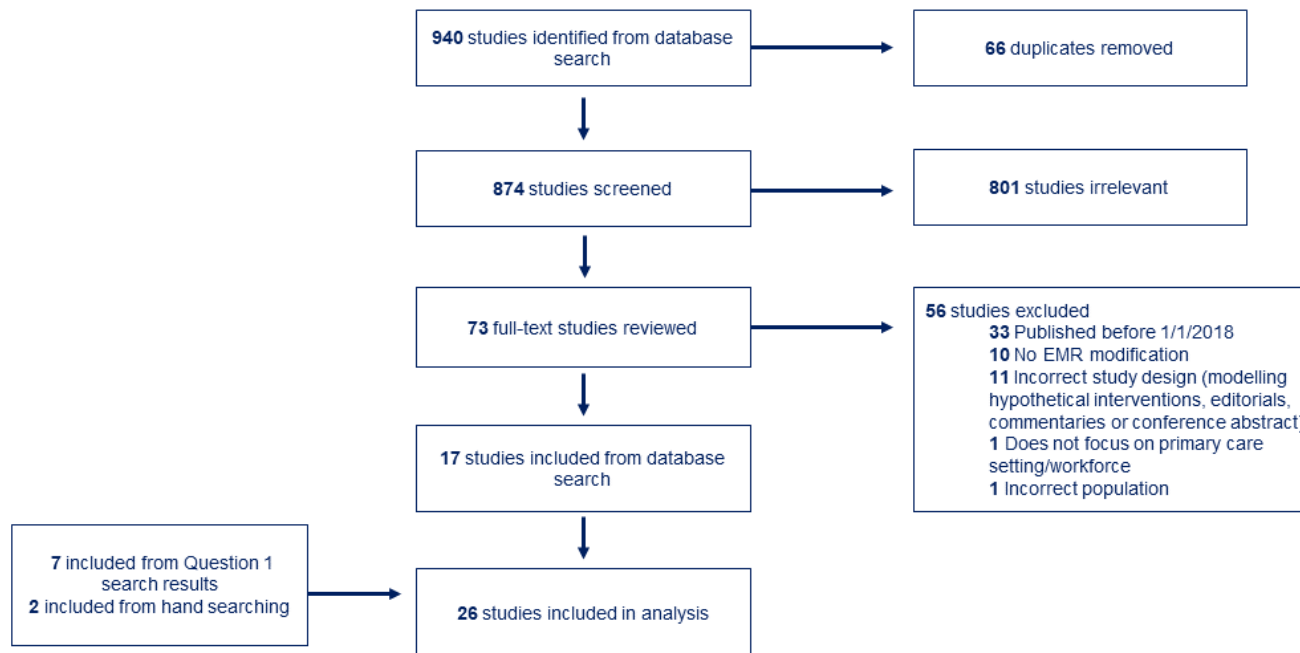 940 studies identified from database
search
66 duplicates removed
874 studies screened
801 studies irrelevant
73 full-text studies reviewed
56 studies excluded
33 Published before 1/1/2018
10 No EMR modification
11 Incorrect study design (modelling
hypothetical interventions, editorials,
commentaries or conference abstract)
1 Does not focus on primary care
setting/workforce
1 Incorrect population
17 studies included from database
search
7 included from Question 1
search results
2 included from hand searching
26 studies included in analysis